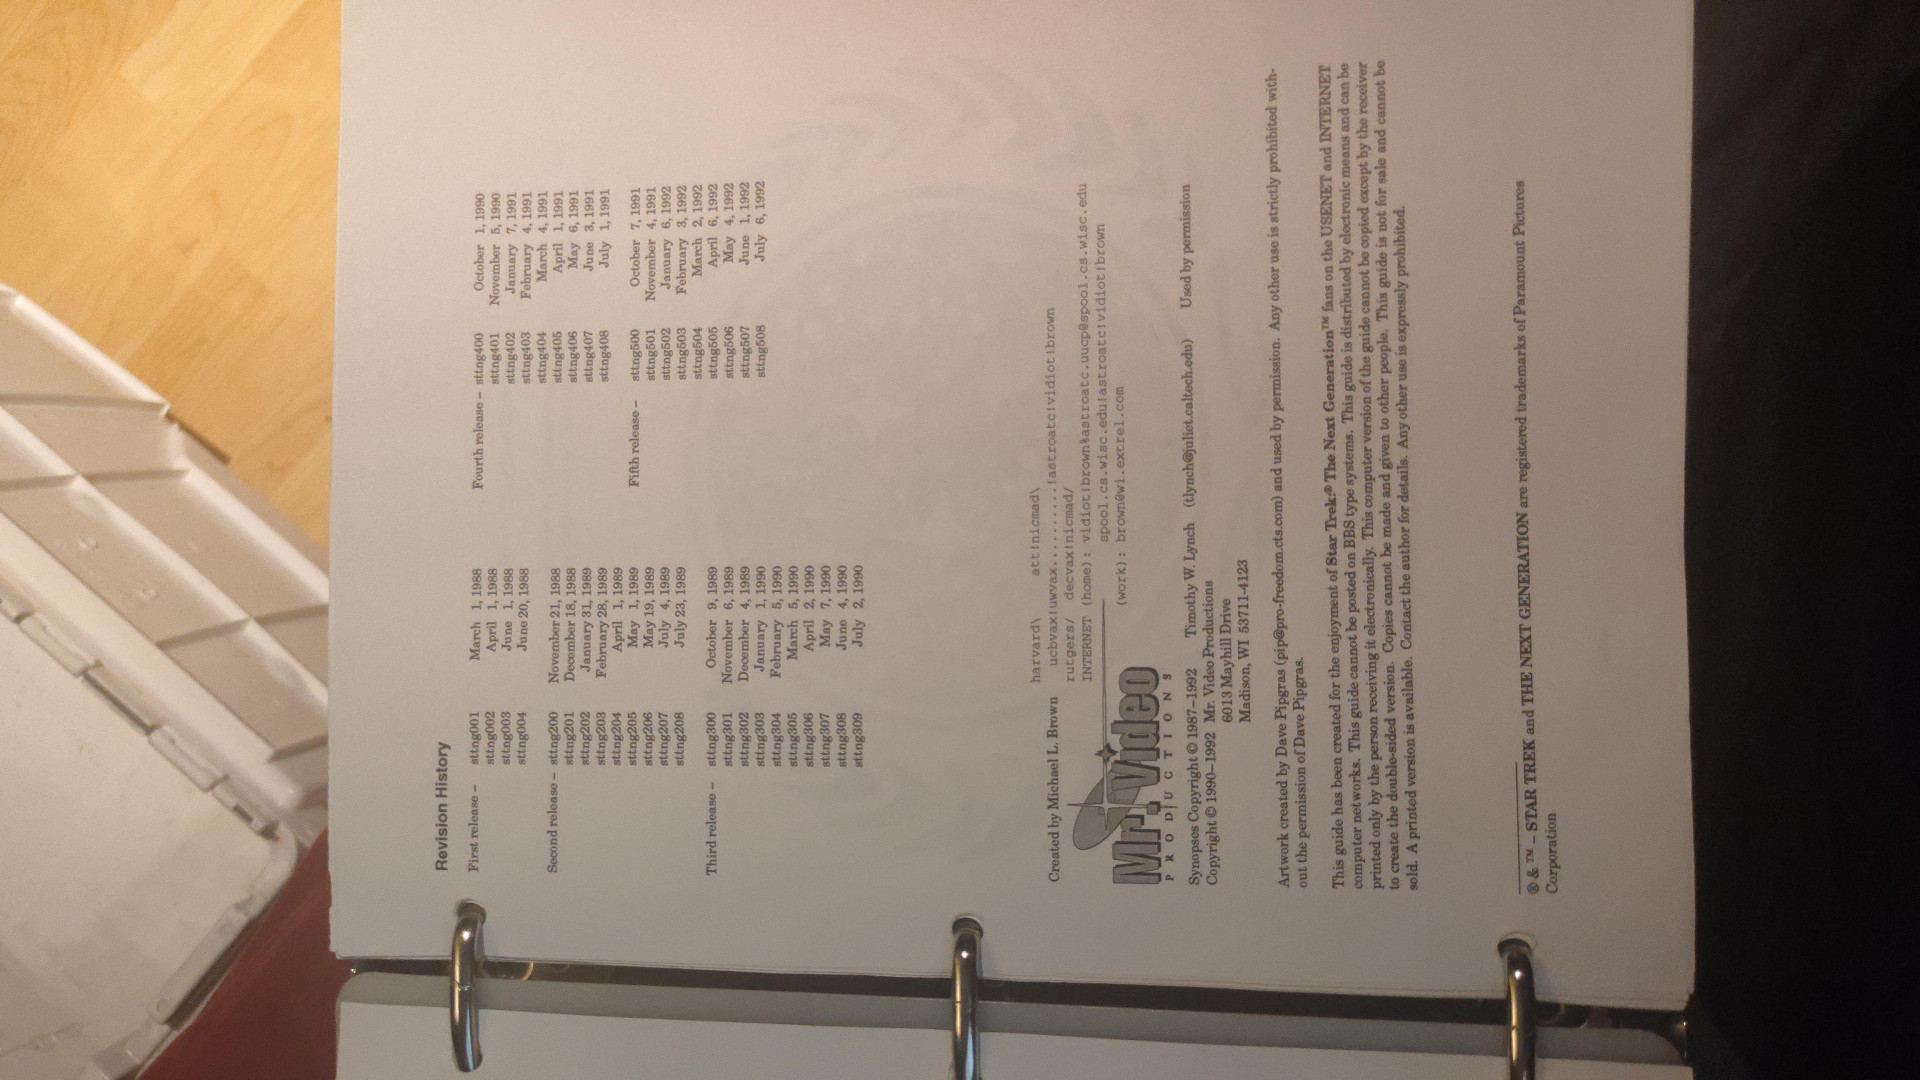 Revision History
First release – sttng001 March 1, 1988
sttng002 April 1, 1988
sttng003 June 1, 1988
sttng004 June 20, 1988
Second release – sttng200 November 21, 1988
sttng201 December 18, 1988
sttng202 January 31, 1989
sttng203 February 28, 1989
sttng204 April 1, 1989
sttng205 May 1, 1989
sttng206 May 19, 1989
sttng207 July 4, 1989
sttng208 July 23, 1989
Third release – sttng300 October 9, 1989
sttng301 November 6, 1989
sttng302 December 4, 1989
sttng303 January 1, 1990
sttng304 February 5, 1990
sttng305 March 5, 1990
sttng306 April 2, 1990
sttng307 May 7, 1990
sttng308 June 4, 1990
sttng309 July 2, 1990
Fourth release – sttng400 October 1, 1990
sttng401 November 5, 1990
sttng402 January 7, 1991
sttng403 February 4, 1991
sttng404 March 4, 1991
sttng405 April 1, 1991
sttng406 May 6, 1991
sttng407 June 3, 1991
sttng408 July 1, 1991
Fifth release – sttng500 October 7, 1991
sttng501 November 4, 1991
sttng502 January 6, 1992
sttng503 February 3, 1992
sttng504 March 2, 1992
sttng505 April 6, 1992
sttng506 May 4, 1992
sttng507 June 1, 1992
sttng508 July 6, 1992
harvard\ att!nicmad\
Created by Michael L. Brown ucbvax!uwvax.........!astroatc!vidiot!brown
rutgers/ decvax!nicmad/
INTERNET (home): vidiot!brown%astroatc.uucp@spool.cs.wisc.edu
spool.cs.wisc.edu!astroatc!vidiot!brown
(work): brown@wi.extrel.com
Mr. Video
PRODUCTIONS
Synopses Copyright © 1987–1992 Timothy W. Lynch (tlynch@juliet.caltech.edu) Used by permission
Copyright © 1990–1992 Mr. Video Productions
6013 Mayhill Drive
Madison, WI 53711-4123
Artwork created by Dave Pipgras (pip@pro-freedom.cts.com) and used by permission. Any other use is strictly prohibited with-
out the permission of Dave Pipgras.
This guide has been created for the enjoyment of Star Trek:® The Next Generation™ fans on the USENET and INTERNET
computer networks. This guide cannot be posted on BBS type systems. This guide is distributed by electronic means and can be
printed only by the person receiving it electronically. This computer version of the guide cannot be copied except by the receiver
to create the double-sided version. Copies cannot be made and given to other people. This guide is not for sale and cannot be
sold. A printed version is available. Contact the author for details. Any other use is expressly prohibited.
® & ™ – STAR TREK and THE NEXT GENERATION are registered trademarks of Paramount Pictures
Corporation